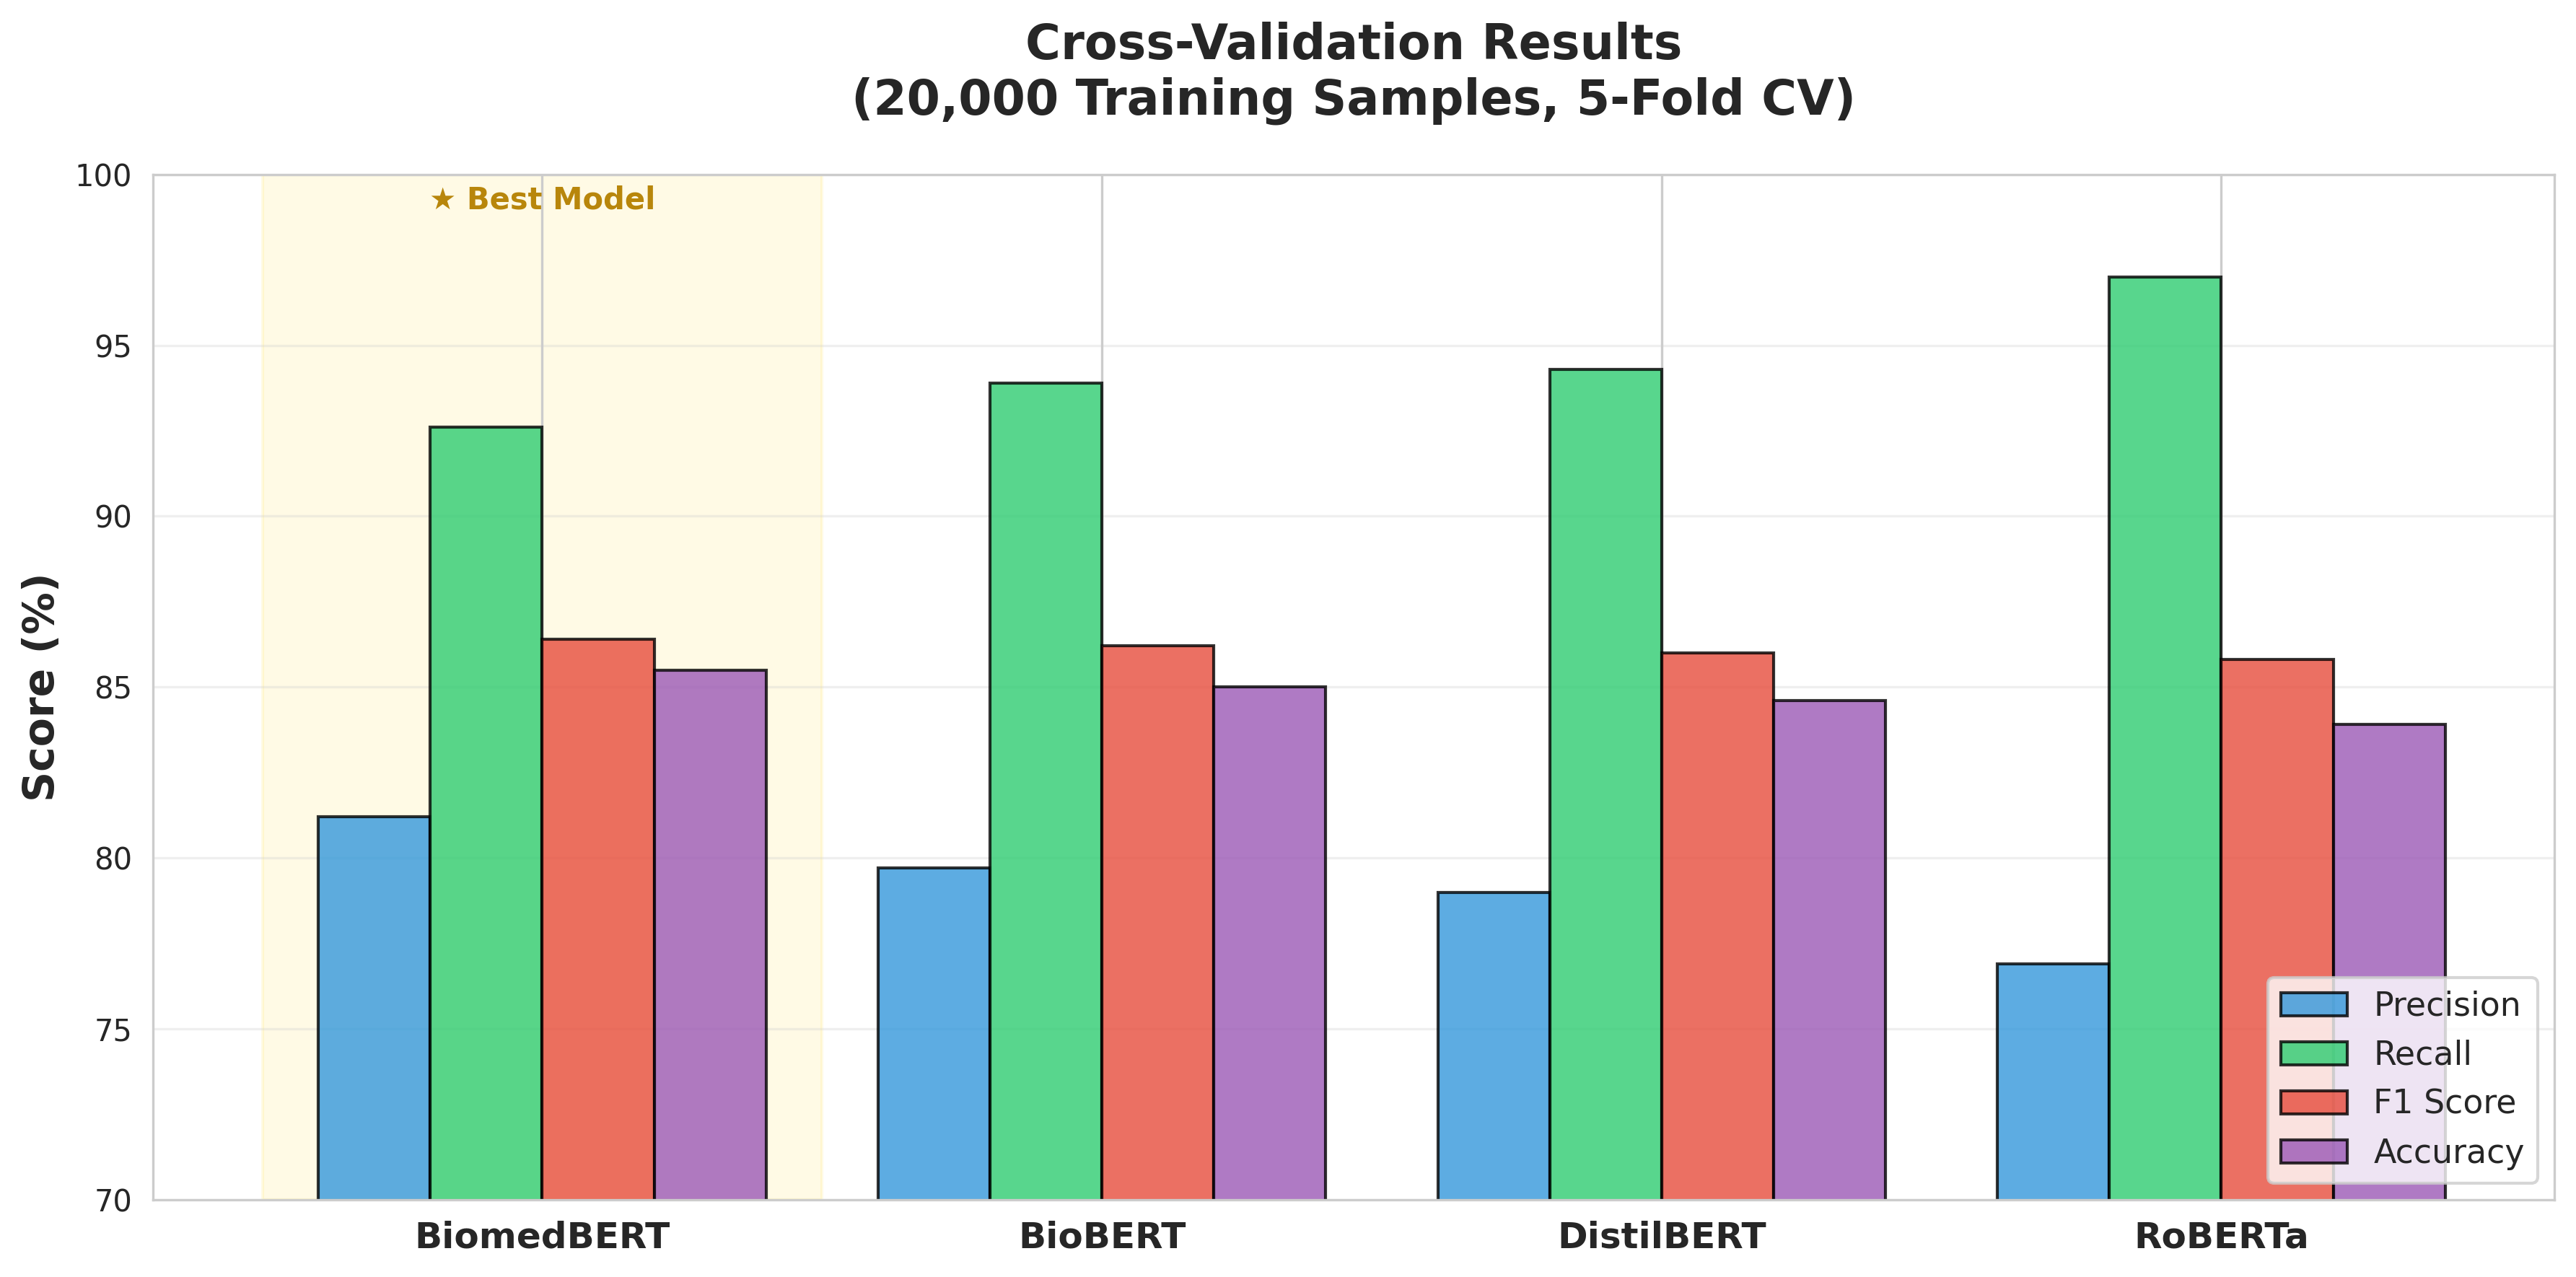 Cross-Validation Results
(20,000 Training Samples, 5-Fold CV)
Score (%)
100
95
90
85
80
75
70
★ Best Model
BiomedBERT
BioBERT
DistilBERT
RoBERTa
Precision
Recall
F1 Score
Accuracy